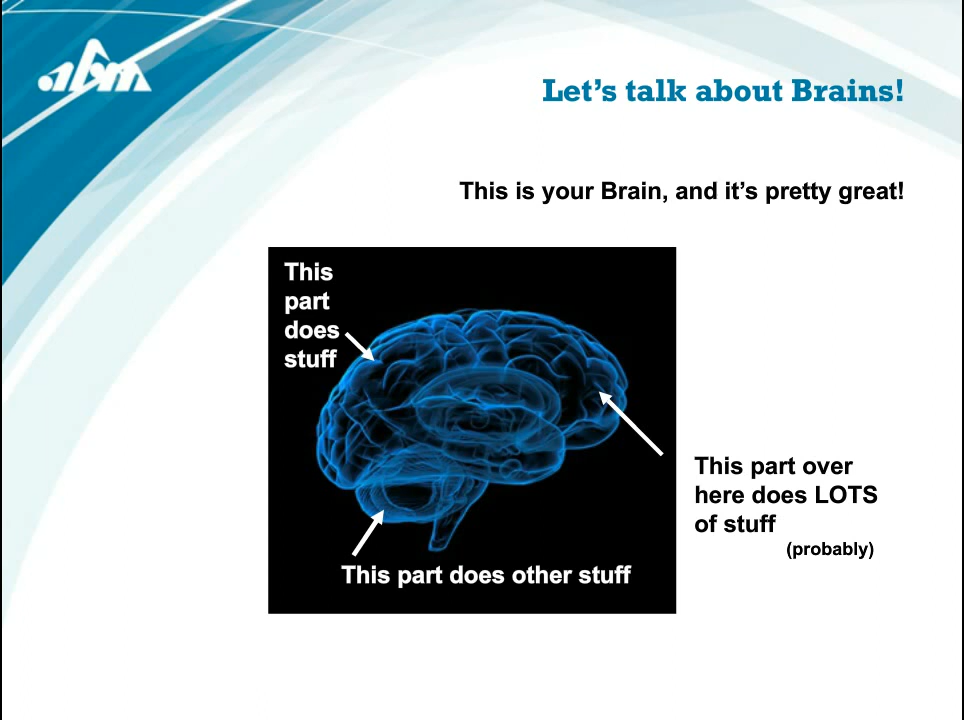 abm
Let’s talk about Brains!
This is your Brain, and it’s pretty great!
This
part
does
stuff
This part over
here does LOTS
of stuff
(probably)
This part does other stuff